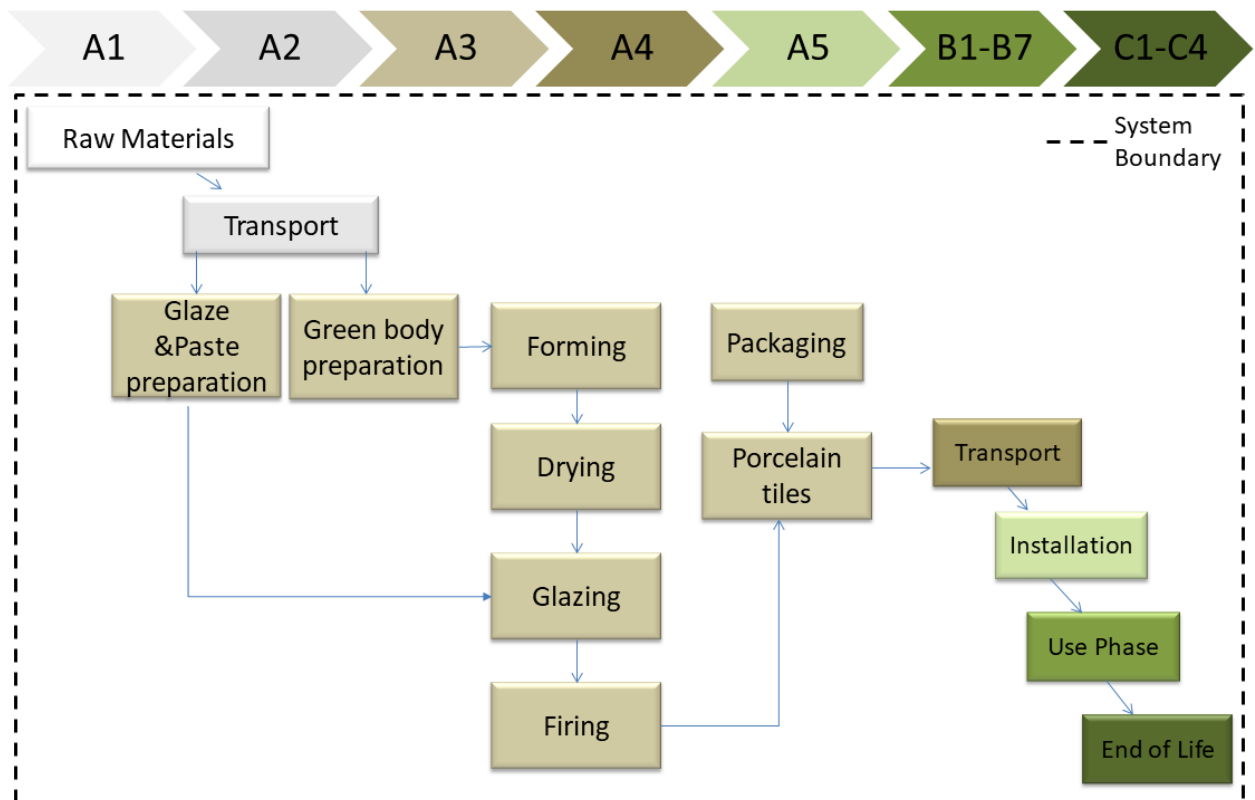 A1
A2
A3
A4
A5
B1-B7
C1-C4
Raw Materials
System
Boundary
Transport
Glaze
&Paste
preparation
Green body
preparation
Forming
Packaging
Drying
Porcelain
tiles
Transport
Installation
Glazing
Use Phase
Firing
End of Life